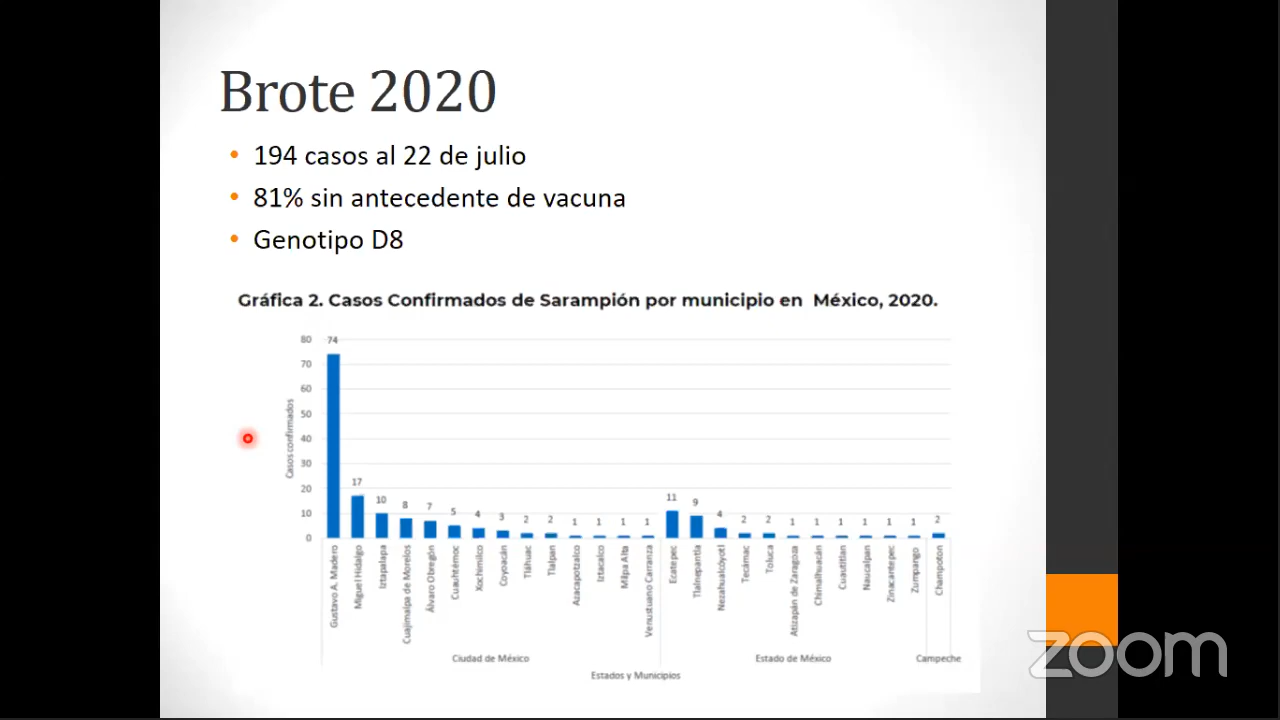 Brote 2020
• 194 casos al 22 de julio
• 81% sin antecedente de vacuna
• Genotipo D8
Gráfica 2. Casos Confirmados de Sarampión por municipio en México, 2020.
Casos confirmados
80
70
60
50
40
30
20
10
0
74
17
10
8
7
5
4
3
2
2
1
1
1
1
11
9
4
2
2
1
1
1
1
1
1
2
Gustavo A. Madero
Miguel Hidalgo
Iztapalapa
Cuajimalpa de Morelos
Álvaro Obregón
Cuauhtémoc
Xochimilco
Coyoacán
Tláhuac
Tlalpan
Azacapotzalco
Iztacalco
Milpa Alta
Venustiano Carranza
Ecatepec
Tlalnepantla
Nezahualcóyotl
Tecámac
Toluca
Atizapán de Zaragoza
Chimalhuacán
Cuautitlan
Naucalpan
Zinacantepec
Zumpango
Champoton
Ciudad de México
Estado de México
Campeche
Estados y Municipios
zoom